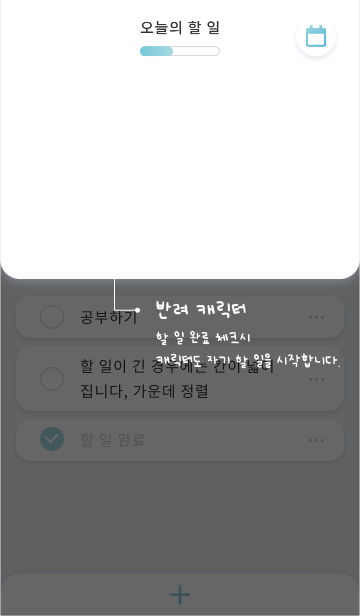 오늘의 할 일
반려 캐릭터
공부하기
할 일 완료 체크시
캐릭터도 자기 할 일을 시작합니다.
할 일이 긴 경우에는 칸이 넓어
집니다, 가운데 정렬
할 일 완료